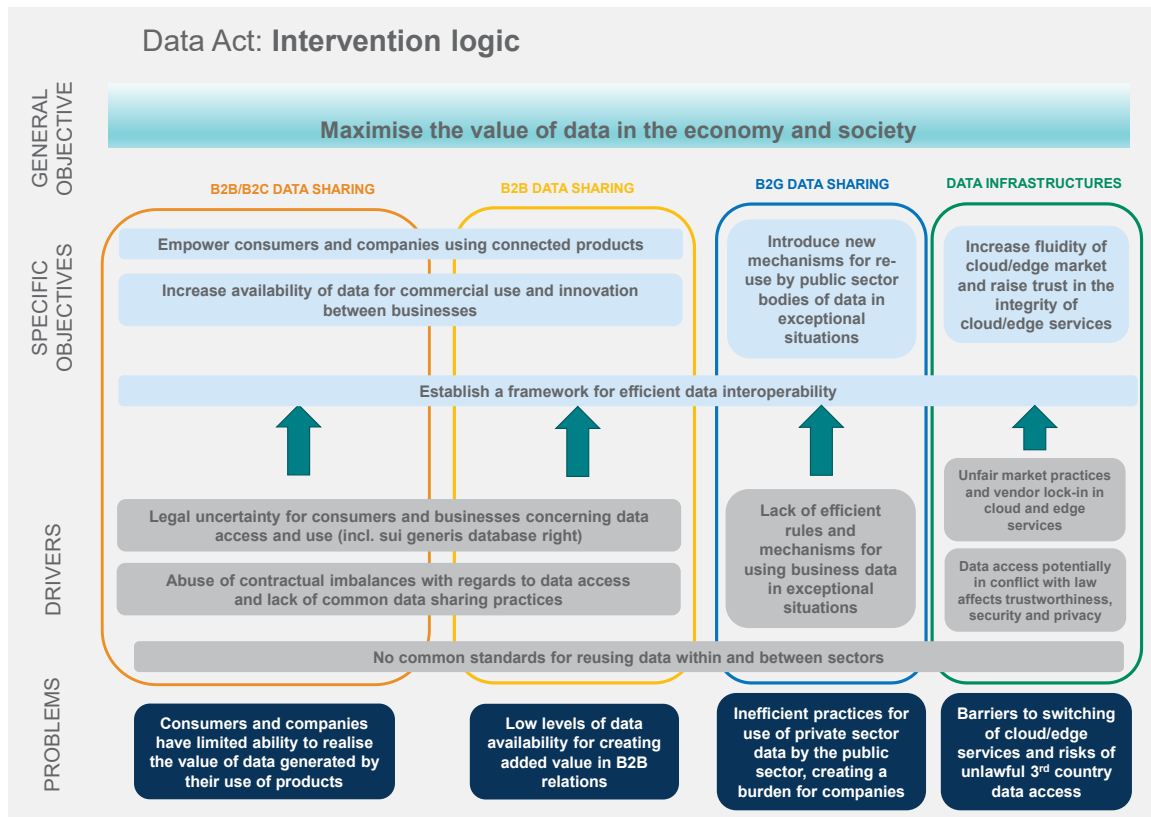 Data Act: Intervention logic
GENERAL
OBJECTIVE
Maximise the value of data in the economy and society
B2B/B2C DATA SHARING
B2B DATA SHARING
B2G DATA SHARING
DATA INFRASTRUCTURES
SPECIFIC
OBJECTIVES
Empower consumers and companies using connected products
Increase availability of data for commercial use and innovation
between businesses
Introduce new
mechanisms for re-
use by public sector
bodies of data in
exceptional
situations
Increase fluidity of
cloud/edge market
and raise trust in the
integrity of
cloud/edge services
Establish a framework for efficient data interoperability
DRIVERS
Legal uncertainty for consumers and businesses concerning data
access and use (incl. sui generis database right)
Abuse of contractual imbalances with regards to data access
and lack of common data sharing practices
Lack of efficient
rules and
mechanisms for
using business data
in exceptional
situations
Unfair market practices
and vendor lock-in in
cloud and edge
services
Data access potentially
in conflict with law
affects trustworthiness,
security and privacy
No common standards for reusing data within and between sectors
PROBLEMS
Consumers and companies
have limited ability to realise
the value of data generated by
their use of products
Low levels of data
availability for creating
added value in B2B
relations
Inefficient practices for
use of private sector
data by the public
sector, creating a
burden for companies
Barriers to switching
of cloud/edge
services and risks of
unlawful 3rd country
data access